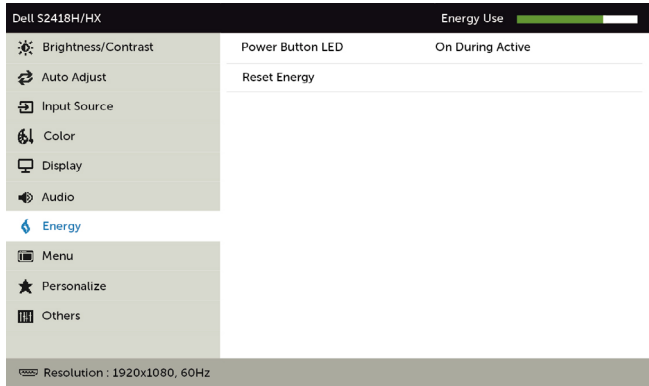 Dell S2418H/HX Energy Use
Brightness/Contrast Power Button LED On During Active
Auto Adjust Reset Energy
Input Source
Color
Display
Audio
Energy
Menu
Personalize
Others
Resolution : 1920x1080, 60Hz